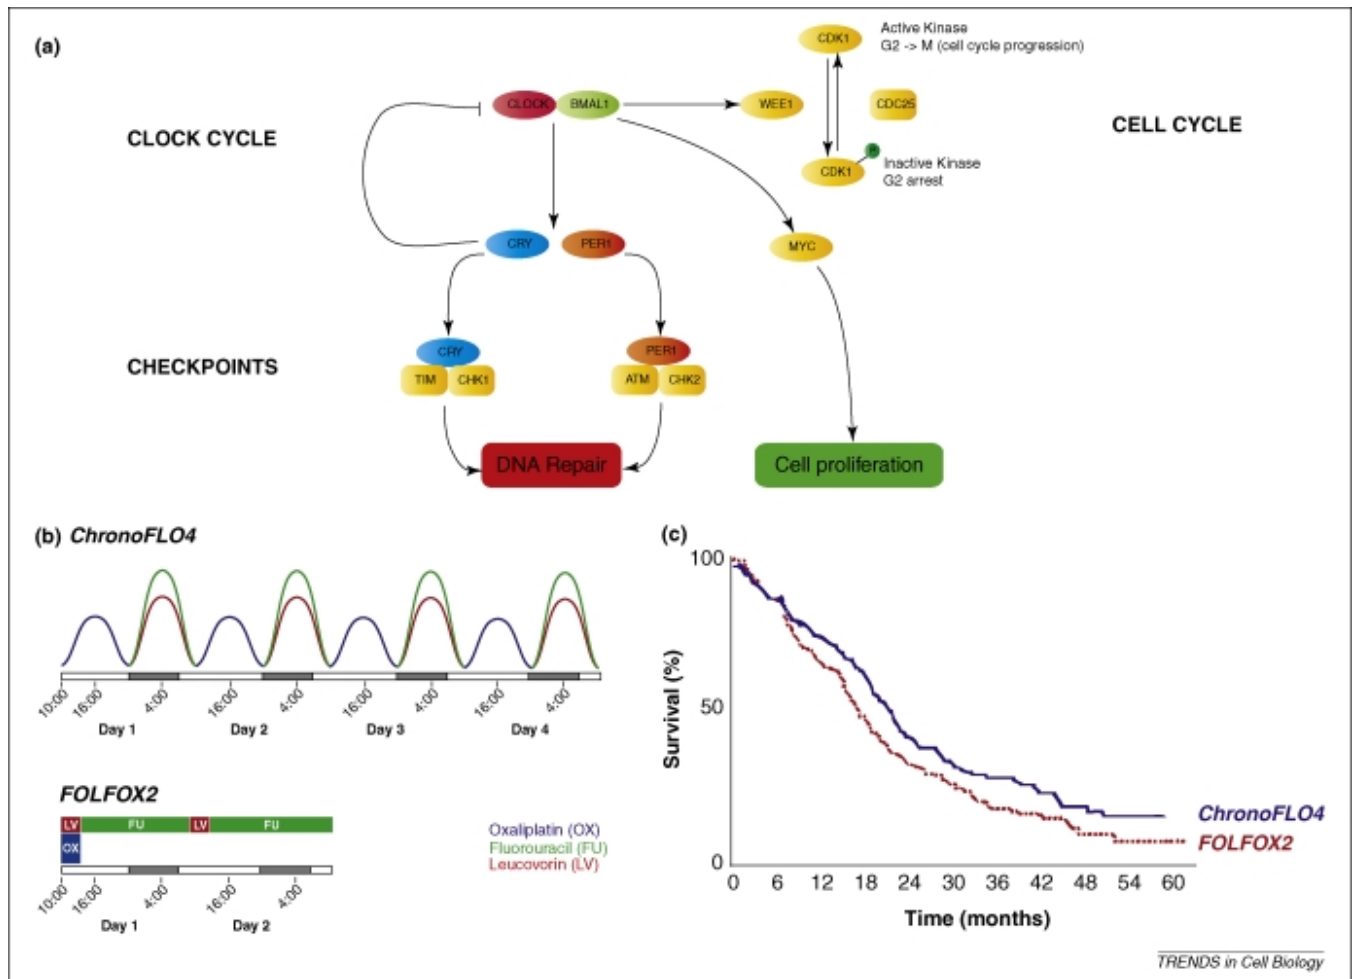 (a)
CDK1
Active Kinase
G2 -> M (cell cycle progression)
CLOCK BMAL1 WEE1 CDC25
CLOCK CYCLE
CELL CYCLE
P
CDK1
Inactive Kinase
G2 arrest
CRY PER1 MYC
CHECKPOINTS
CRY PER1
TIM CHK1 ATM CHK2
DNA Repair Cell proliferation
(b) ChronoFLO4
10:00 16:00 4:00 16:00 4:00 16:00 4:00 16:00 4:00
Day 1 Day 2 Day 3 Day 4
FOLFOX2
LV FU LV FU
OX
10:00 16:00 4:00 16:00 4:00
Day 1 Day 2
Oxaliplatin (OX)
Fluorouracil (FU)
Leucovorin (LV)
(c)
100
50
0
Survival (%)
0 6 12 18 24 30 36 42 48 54 60
Time (months)
ChronoFLO4
FOLFOX2
TRENDS in Cell Biology